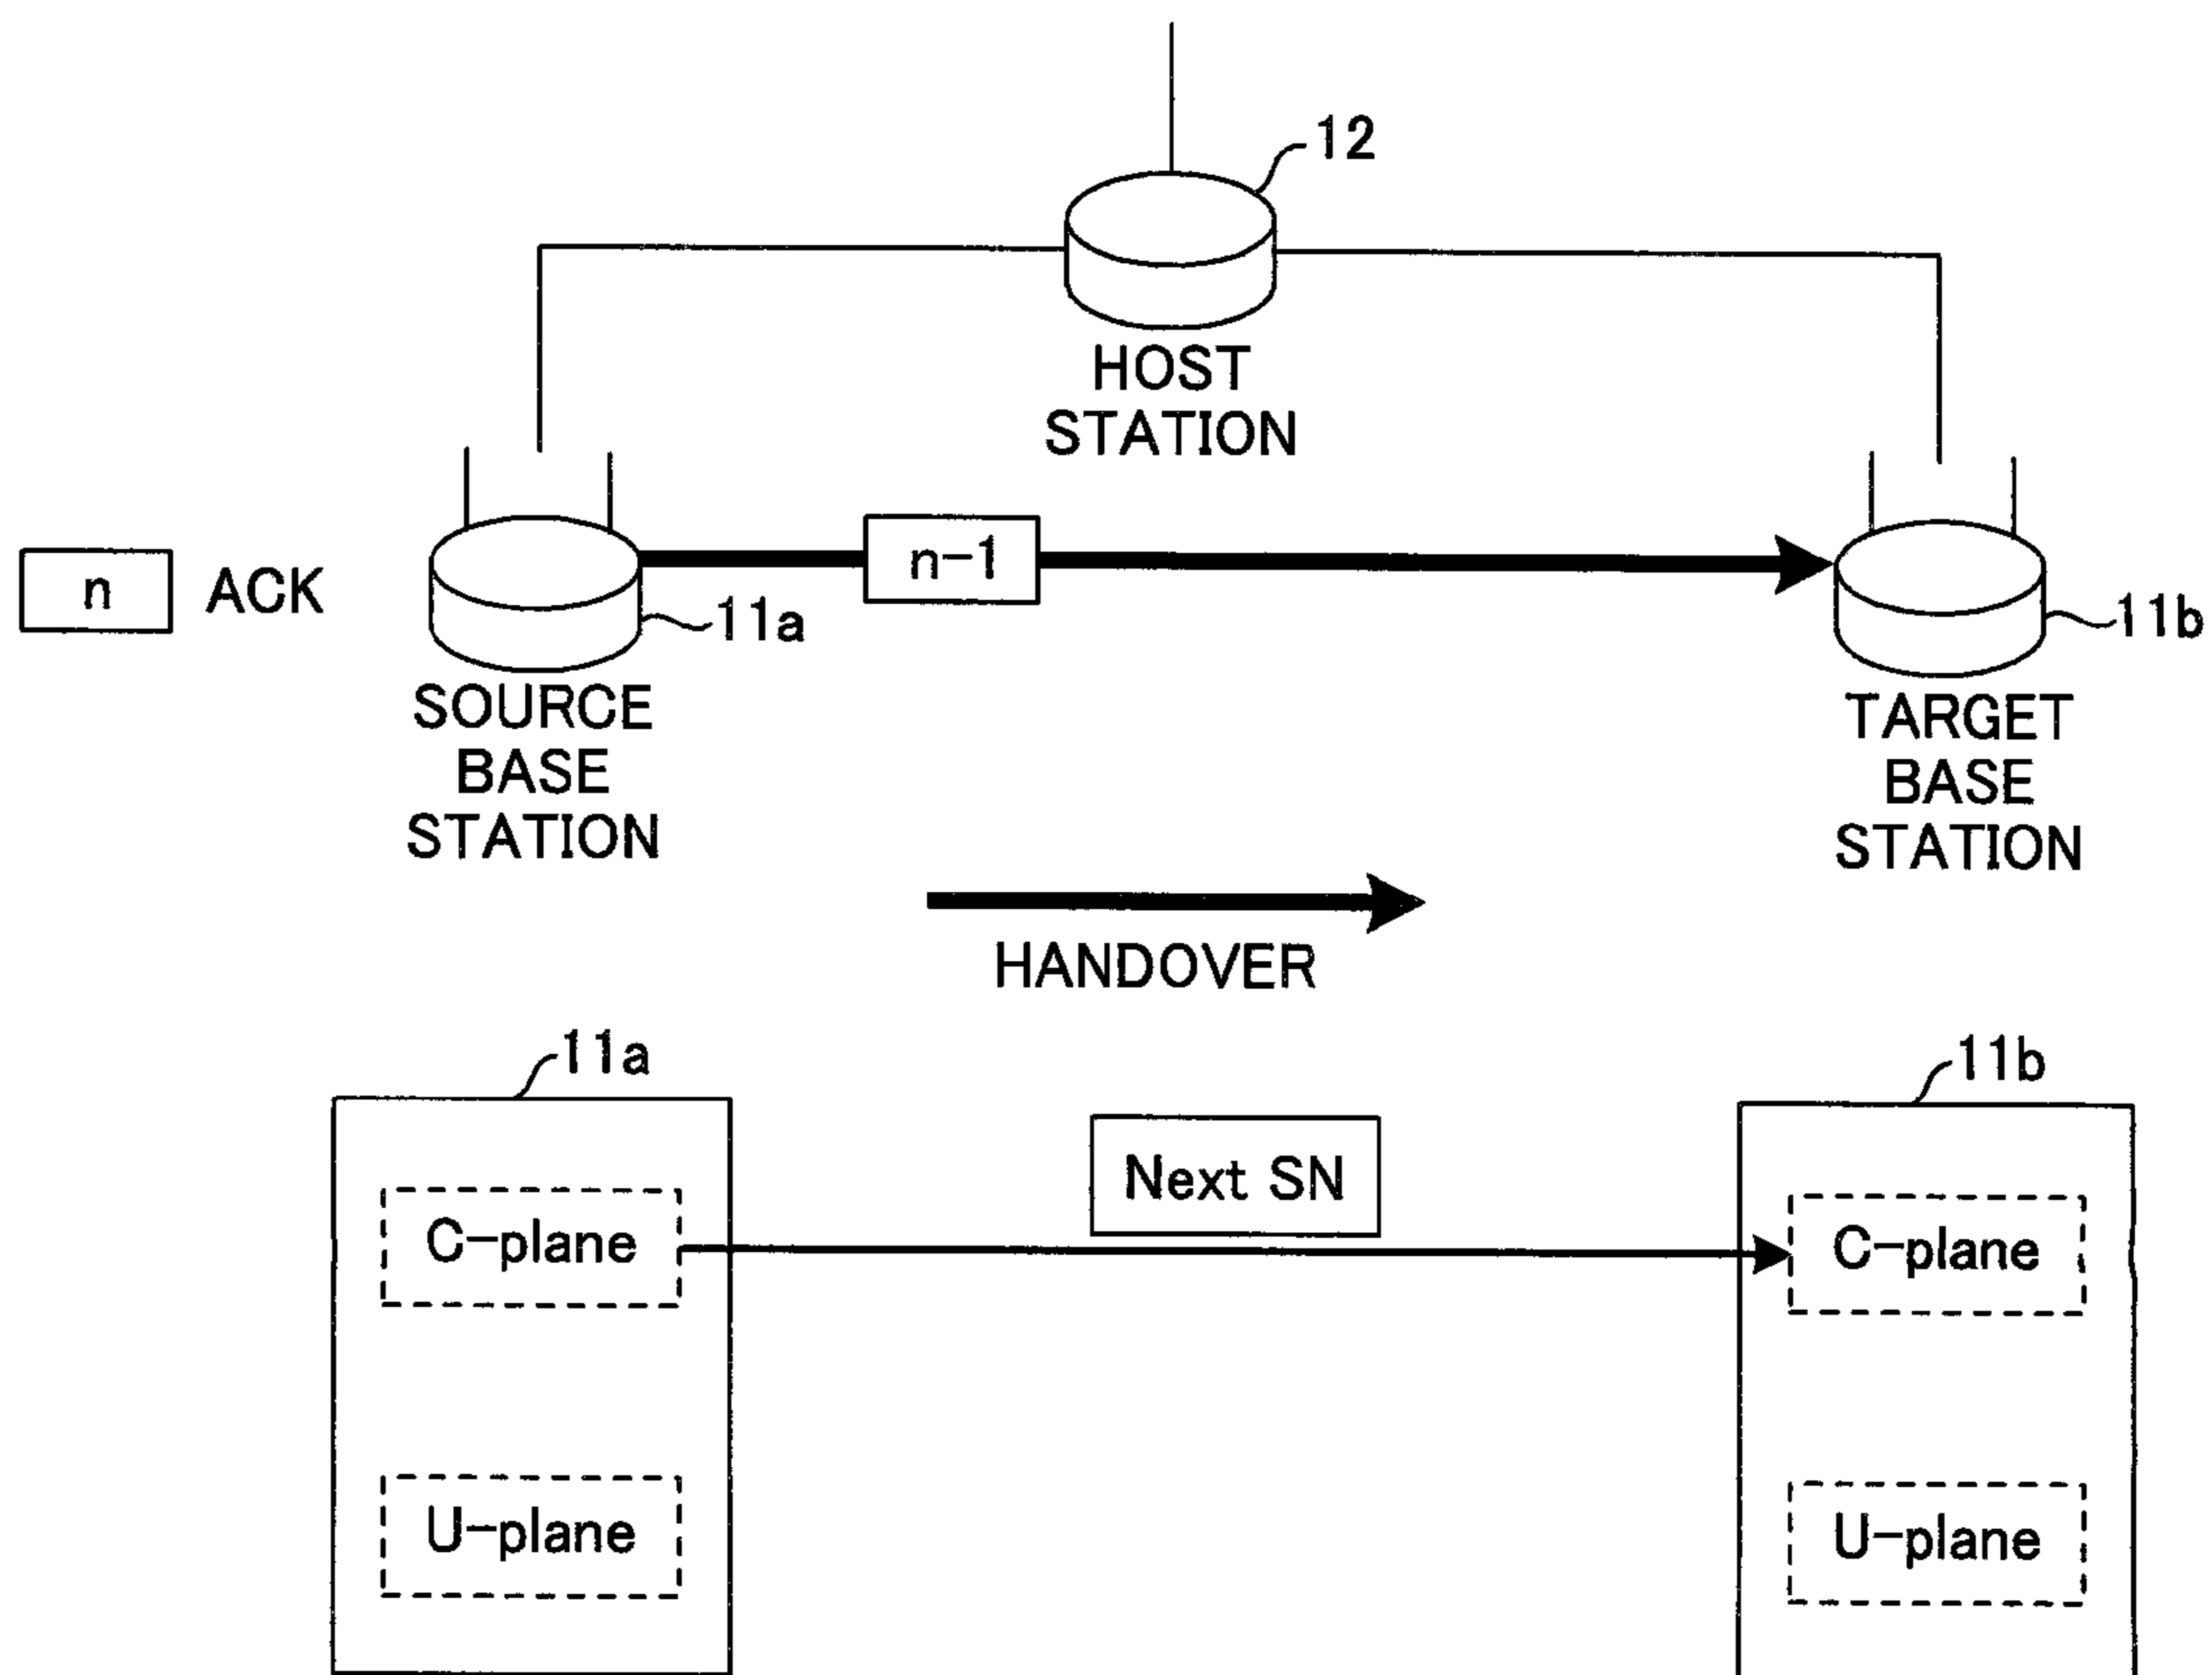 12
HOST
STATION
n-1
n
ACK
11a
11b
SOURCE
BASE
STATION
TARGET
BASE
STATION
HANDOVER
11a
11b
Next SN
C-plane
C-plane
U-plane
U-plane